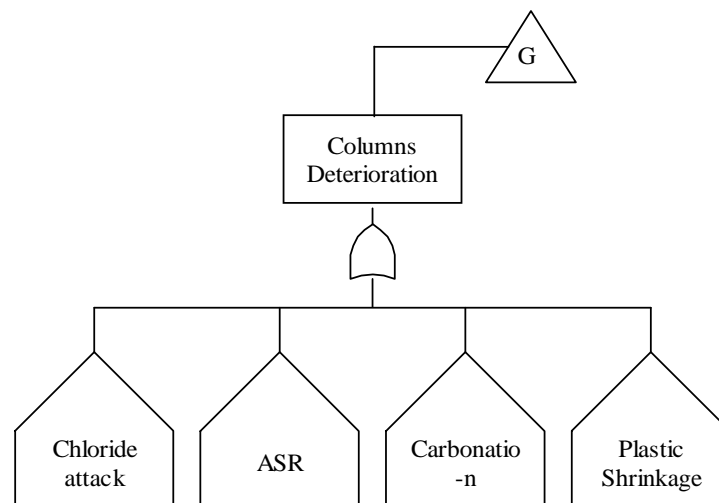 G
Columns
Deterioration
Chloride
attack
ASR
Carbonatio
-n
Plastic
Shrinkage